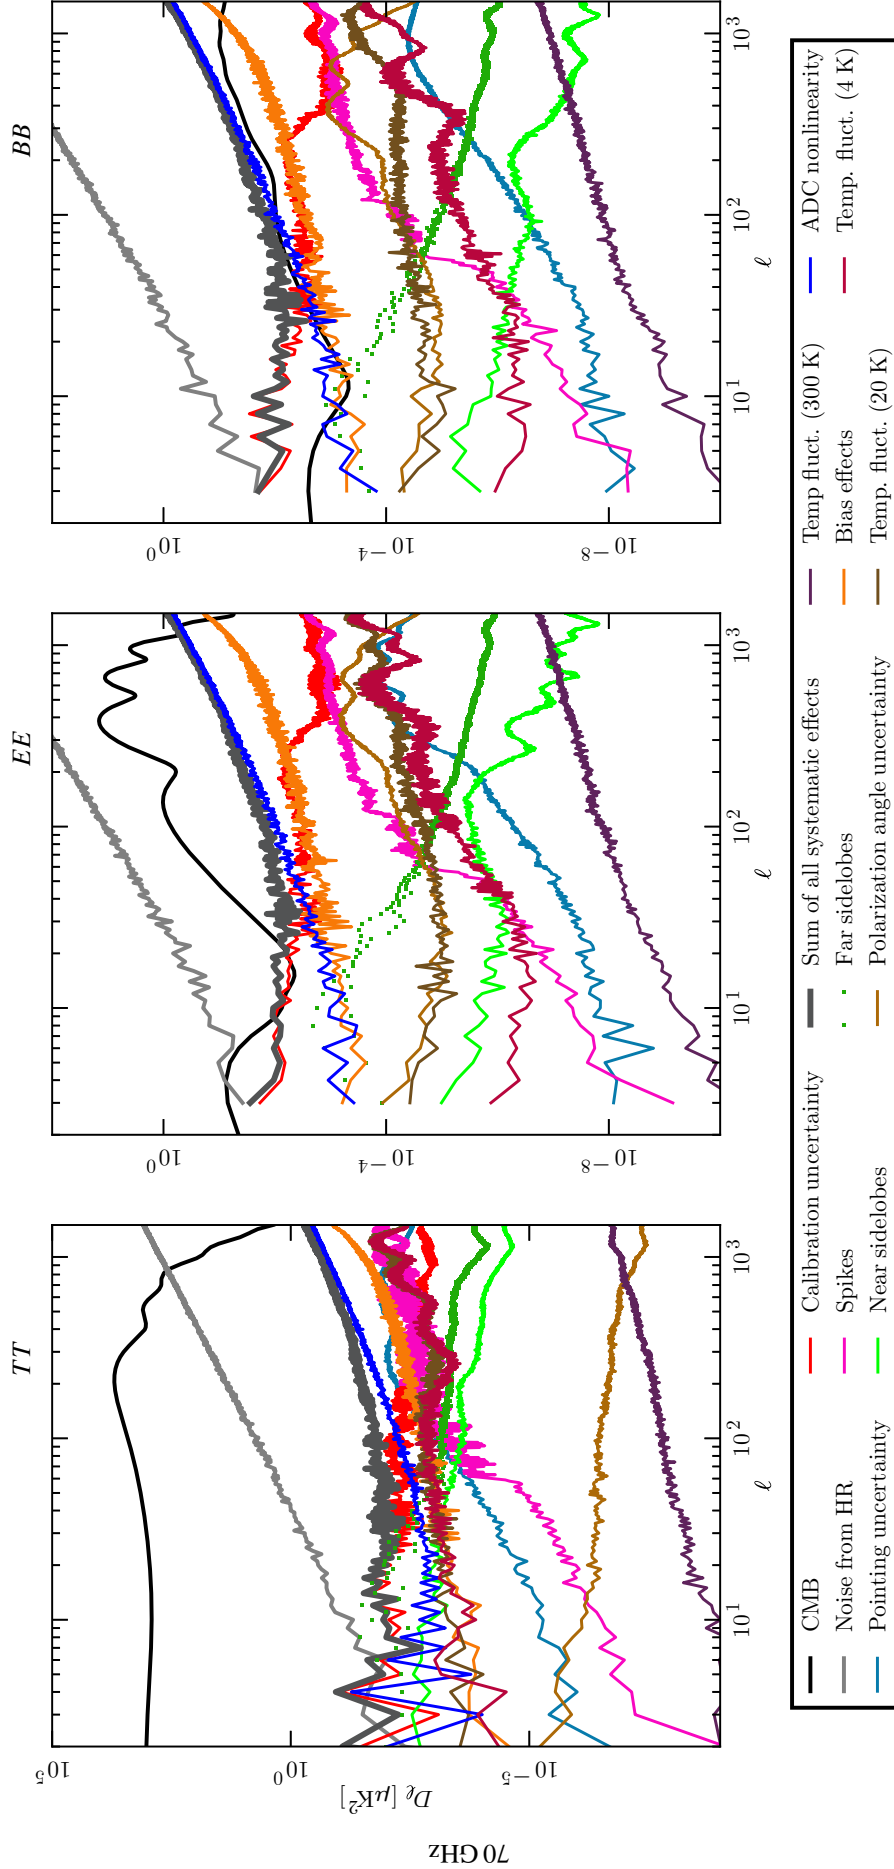 70 GHz
TT EE BB
D_ℓ [μK²]
10⁵
10⁰
10⁻⁵
10¹ 10² 10³
ℓ
10⁰
10⁻⁴
10⁻⁸
10¹ 10² 10³
ℓ
10⁰
10⁻⁴
10⁻⁸
10¹ 10² 10³
ℓ
CMB Calibration uncertainty Sum of all systematic effects Temp fluct. (300 K) ADC nonlinearity
Noise from HR Spikes Far sidelobes Bias effects Temp. fluct. (4 K)
Pointing uncertainty Near sidelobes Polarization angle uncertainty Temp. fluct. (20 K)